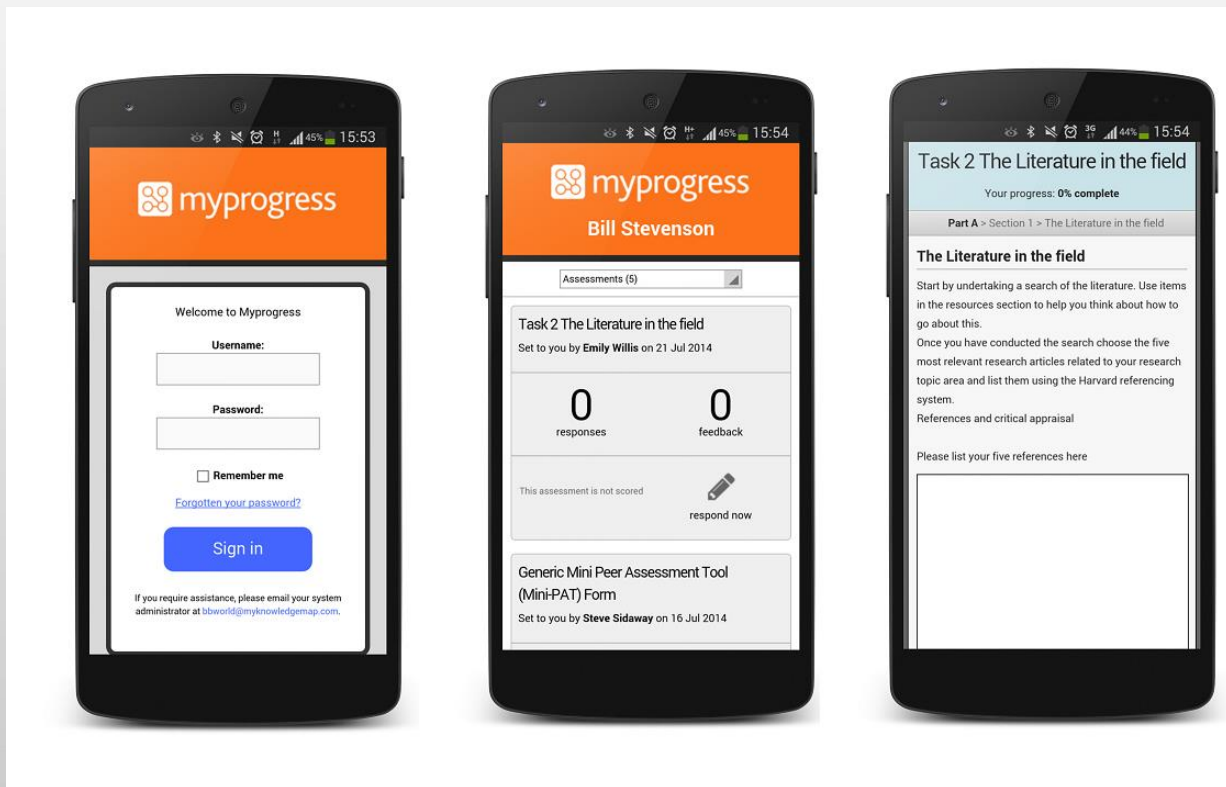 H 45% 15:53
myprogress
Welcome to Myprogress
Username:
Password:
Remember me
Forgotten your password?
Sign in
If you require assistance, please email your system
administrator at bbworld@myknowledgemap.com.
H+ 45% 15:54
myprogress
Bill Stevenson
Assessments (5)
Task 2 The Literature in the field
Set to you by Emily Willis on 21 Jul 2014
0 0
responses feedback
This assessment is not scored
respond now
Generic Mini Peer Assessment Tool
(Mini-PAT) Form
Set to you by Steve Sidaway on 16 Jul 2014
3G 44% 15:54
Task 2 The Literature in the field
Your progress: 0% complete
Part A > Section 1 > The Literature in the field
The Literature in the field
Start by undertaking a search of the literature. Use items
in the resources section to help you think about how to
go about this.
Once you have conducted the search choose the five
most relevant research articles related to your research
topic area and list them using the Harvard referencing
system.
References and critical appraisal
Please list your five references here